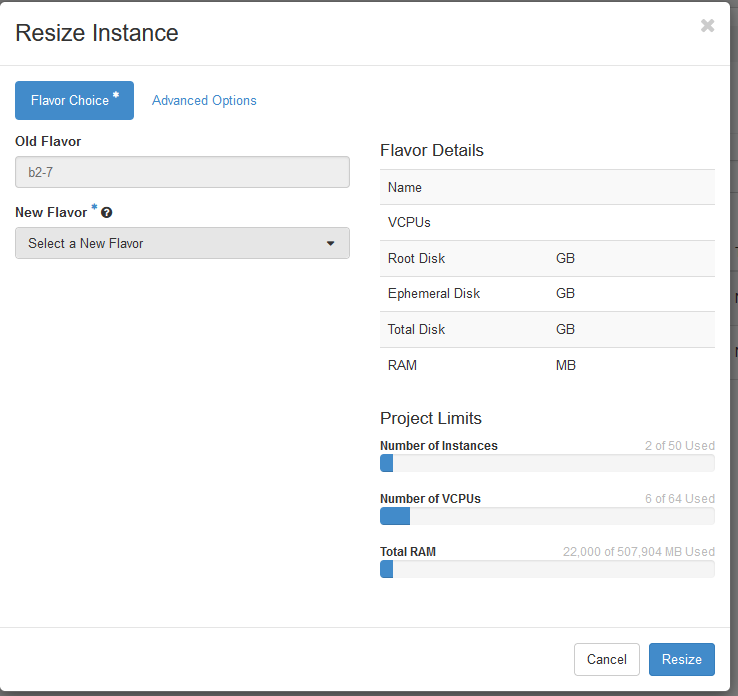 Resize Instance
×
Flavor Choice *
Advanced Options
Old Flavor
b2-7
New Flavor * ?
Select a New Flavor
Flavor Details
Name
VCPUs
Root Disk GB
Ephemeral Disk GB
Total Disk GB
RAM MB
Project Limits
Number of Instances 2 of 50 Used
Number of VCPUs 6 of 64 Used
Total RAM 22,000 of 507,904 MB Used
Cancel
Resize